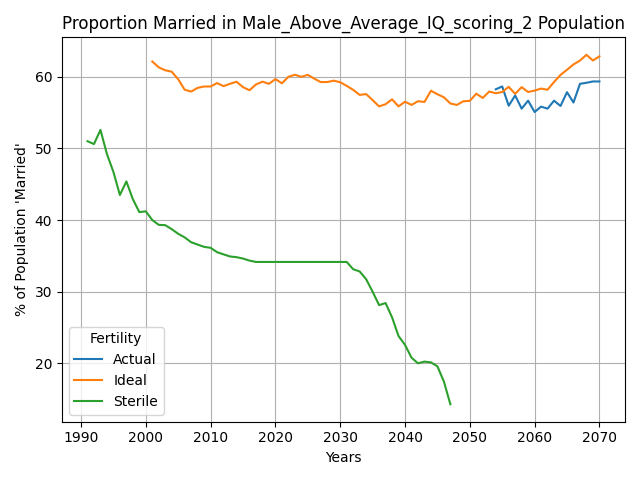 Proportion Married in Male_Above_Average_IQ_scoring_2 Population
% of Population 'Married'
60
50
40
30
20
Fertility
Actual
Ideal
Sterile
1990 2000 2010 2020 2030 2040 2050 2060 2070
Years